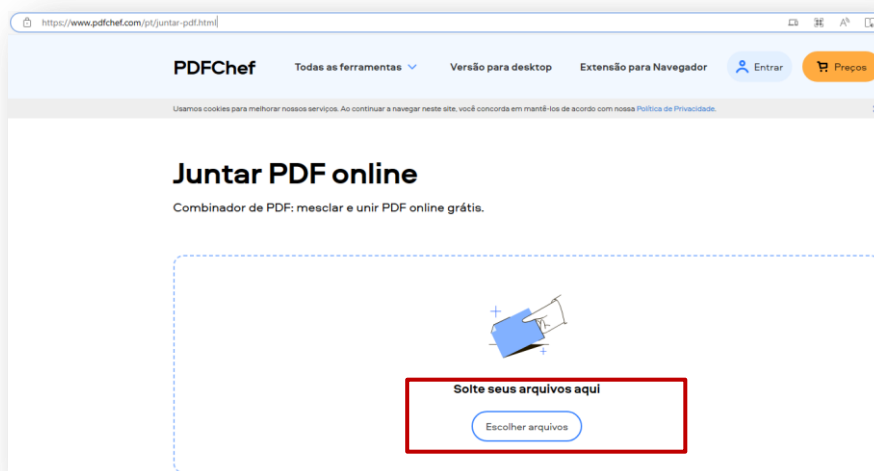 https://www.pdfchef.com/pt/juntar-pdf.html
PDFChef Todas as ferramentas Versão para desktop Extensão para Navegador Entrar Preços
Usamos cookies para melhorar nossos serviços. Ao continuar a navegar neste site, você concorda em mantê-los de acordo com nossa Política de Privacidade.
Juntar PDF online
Combinador de PDF: mesclar e unir PDF online grátis.
Solte seus arquivos aqui
Escolher arquivos